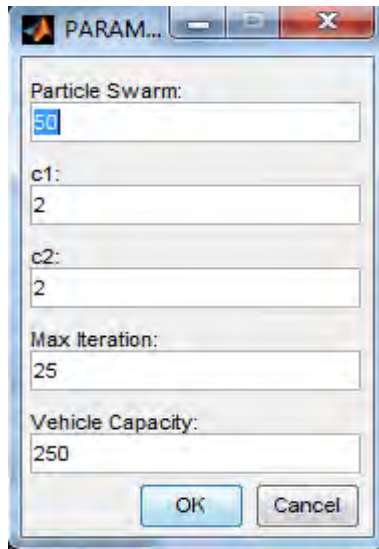 PARAM...
Particle Swarm:
50
c1:
2
c2:
2
Max Iteration:
25
Vehicle Capacity:
250
OK Cancel